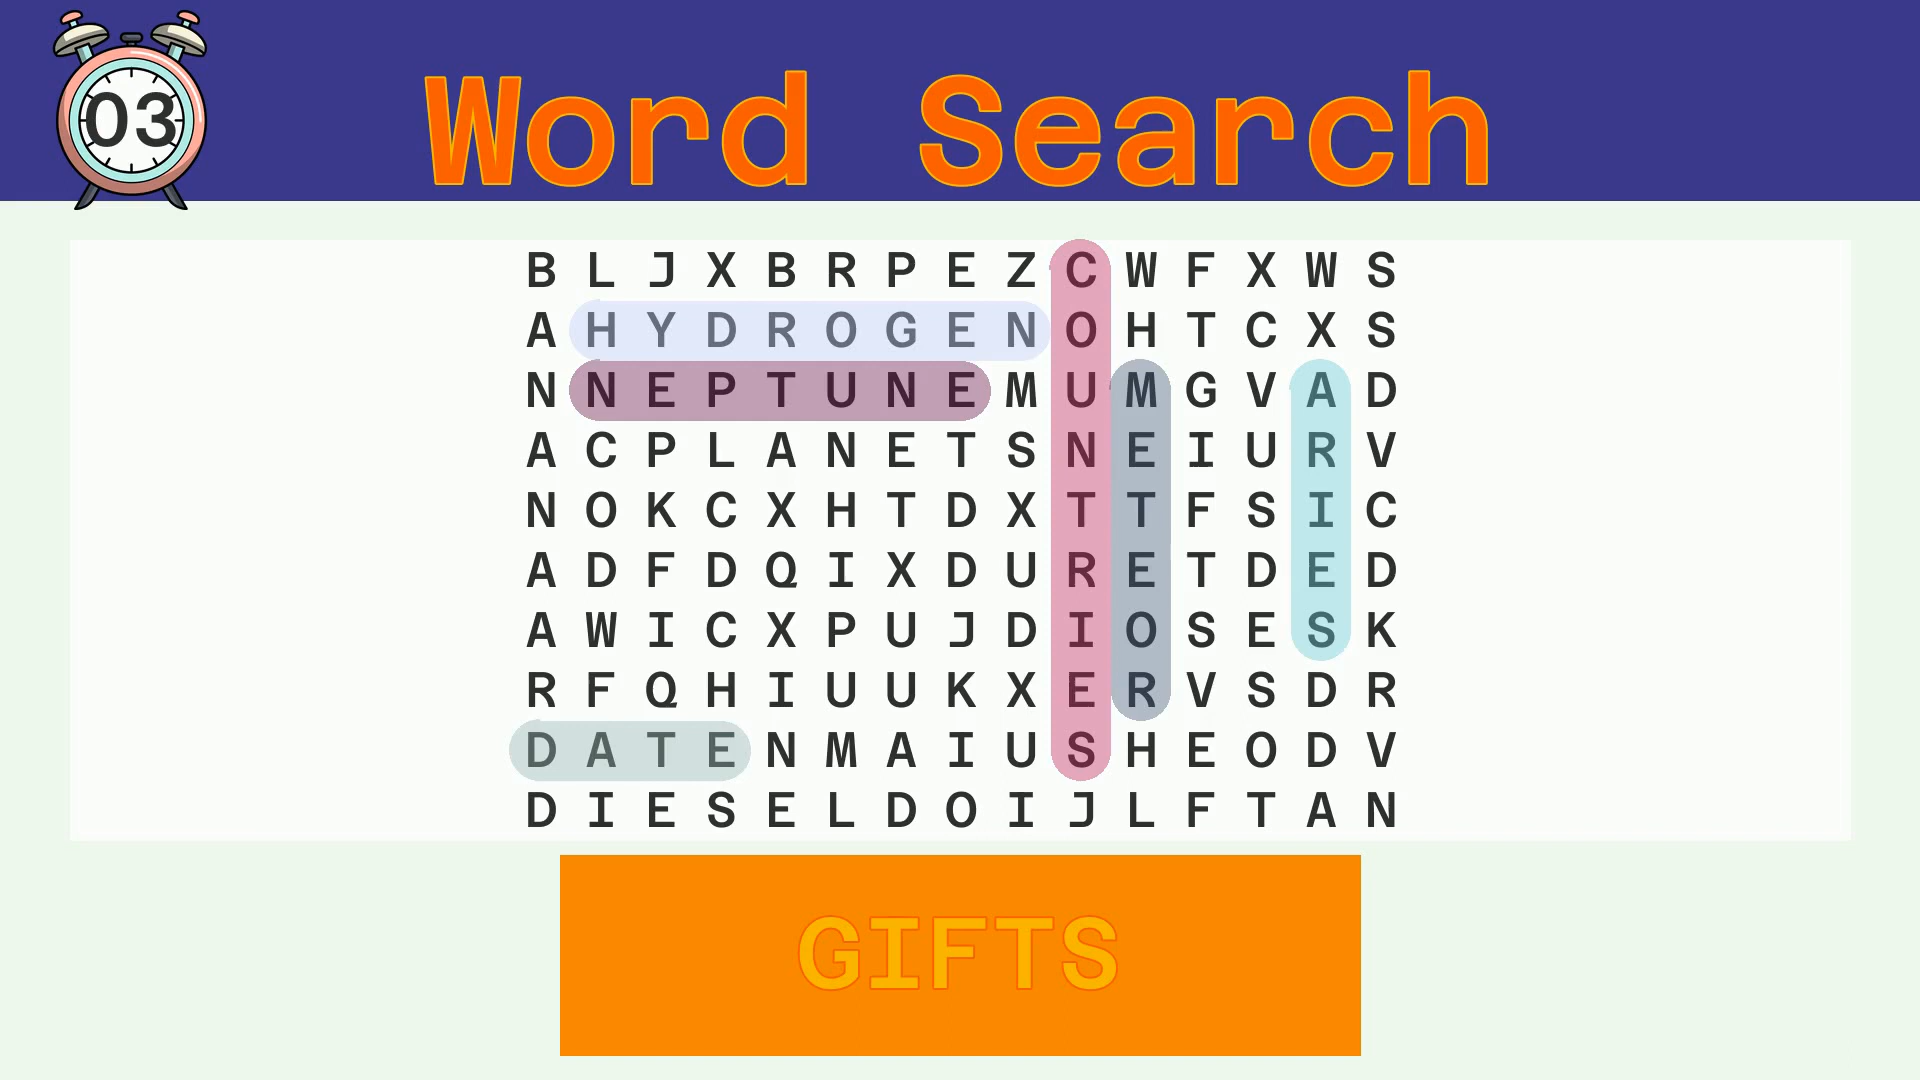 03
Word Search
B L J X B R P E Z C W F X W S
A H Y D R O G E N O H T C X S
N N E P T U N E M U M G V A D
A C P L A N E T S N E I U R V
N O K C X H T D X T T F S I C
A D F D Q I X D U R E T D E D
A W I C X P U J D I O S E S K
R F Q H I U U K X E R V S D R
D A T E N M A I U S H E O D V
D I E S E L D O I J L F T A N
GIFTS